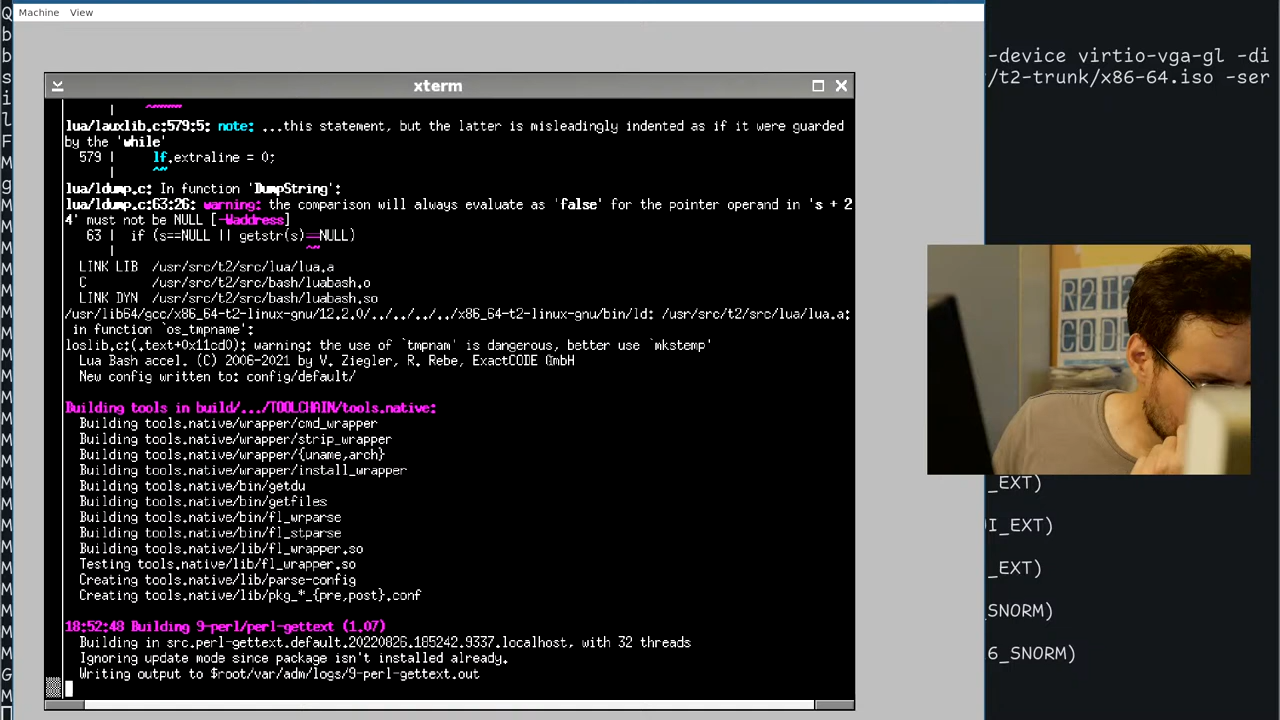 Machine View
-device virtio-vga-gl -di
/t2-trunk/x86-64.iso -ser
xterm
lua/lauxlib.c:579:5: note: ...this statement, but the latter is misleadingly indented as if it were guarded
by the 'while'
579 | lf.extraline = 0;
lua/ldump.c: In function 'DumpString':
lua/ldump.c:63:26: warning: the comparison will always evaluate as 'false' for the pointer operand in 's + 2
4' must not be NULL [-Waddress]
63 | if (s==NULL || getstr(s)==NULL)
LINK LIB /usr/src/t2/src/lua/lua.a
C /usr/src/t2/src/bash/luabash.o
LINK DYN /usr/src/t2/src/bash/luabash.so
/usr/lib64/gcc/x86_64-t2-linux-gnu/12.2.0/../../../../x86_64-t2-linux-gnu/bin/ld: /usr/src/t2/src/lua/lua.a:
in function `os_tmpname':
loslib.c:(.text+0x11cd0): warning: the use of `tmpnam' is dangerous, better use `mkstemp'
Lua Bash accel. (C) 2006-2021 by V. Ziegler, R. Rebe, ExactCODE GmbH
New config written to: config/default/
Building tools in build/.../TOOLCHAIN/tools.native:
Building tools.native/wrapper/cmd_wrapper
Building tools.native/wrapper/strip_wrapper
Building tools.native/wrapper/{uname,arch}
Building tools.native/wrapper/install_wrapper
Building tools.native/bin/getdu
Building tools.native/bin/getfiles
Building tools.native/bin/fl_wrparse
Building tools.native/bin/fl_stparse
Building tools.native/lib/fl_wrapper.so
Testing tools.native/lib/fl_wrapper.so
Creating tools.native/lib/parse-config
Creating tools.native/lib/pkg_*_{pre,post}.conf
18:52:48 Building 9-perl/perl-gettext (1.07)
Building in src.perl-gettext.default.20220826.185242.9337.localhost, with 32 threads
Ignoring update mode since package isn't installed already.
Writing output to $root/var/adm/logs/9-perl-gettext.out
R2T2
CODE
_EXT)
I_EXT)
_EXT)
_SNORM)
6_SNORM)